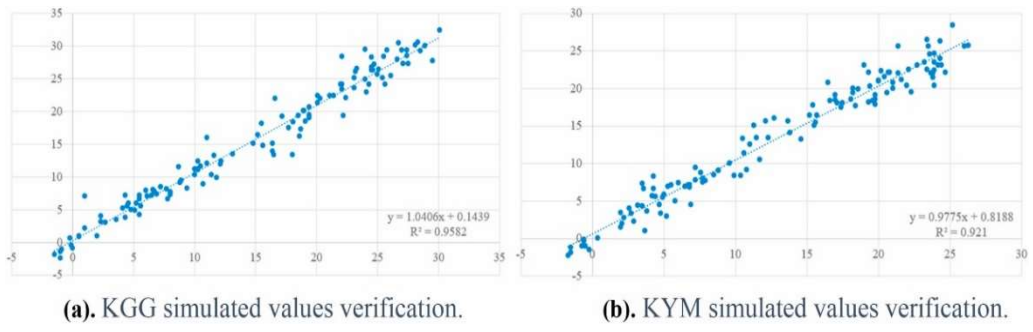 35
30
25
20
15
10
5
0
-5
-5 0 5 10 15 20 25 30 35
y = 1.0406x + 0.1439
R² = 0.9582
(a). KGG simulated values verification.
30
25
20
15
10
5
0
-5
-5 0 5 10 15 20 25 30
y = 0.9775x + 0.8188
R² = 0.921
(b). KYM simulated values verification.